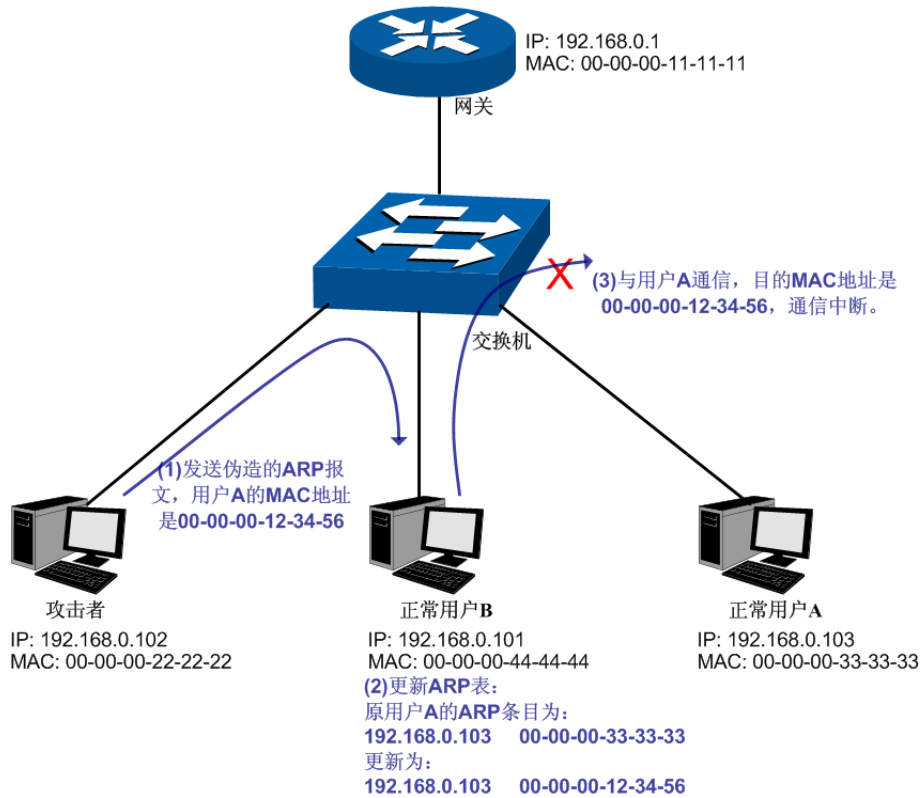 IP: 192.168.0.1
MAC: 00-00-00-11-11-11
网关
(3)与用户A通信，目的MAC地址是
00-00-00-12-34-56，通信中断。
交换机
(1)发送伪造的ARP报
文，用户A的MAC地址
是00-00-00-12-34-56
攻击者
IP: 192.168.0.102
MAC: 00-00-00-22-22-22
正常用户B
IP: 192.168.0.101
MAC: 00-00-00-44-44-44
(2)更新ARP表：
原用户A的ARP条目为：
192.168.0.103 00-00-00-33-33-33
更新为：
192.168.0.103 00-00-00-12-34-56
正常用户A
IP: 192.168.0.103
MAC: 00-00-00-33-33-33